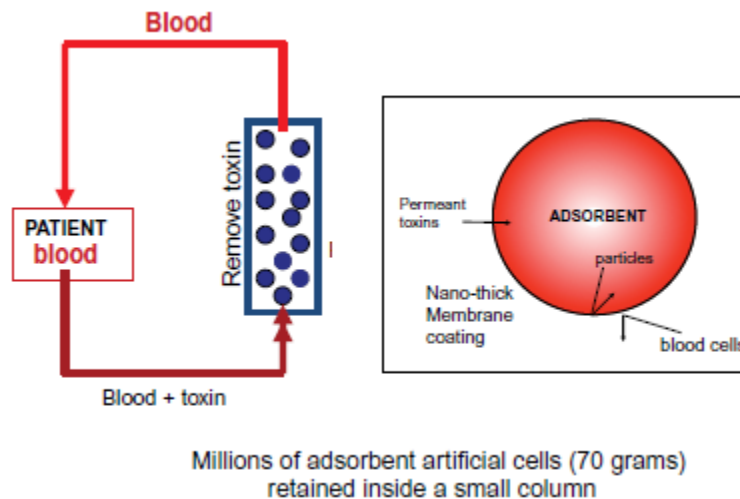 Blood
Remove toxin
PATIENT
blood
Blood + toxin
Permeant
toxins
ADSORBENT
particles
Nano-thick
Membrane
coating
blood cells
Millions of adsorbent artificial cells (70 grams)
retained inside a small column